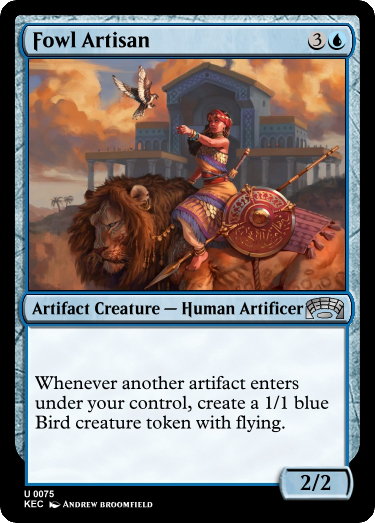 Fowl Artisan 3
Artifact Creature — Human Artificer
Whenever another artifact enters
under your control, create a 1/1 blue
Bird creature token with flying.
2/2
U 0075
KEC Andrew Broomfield